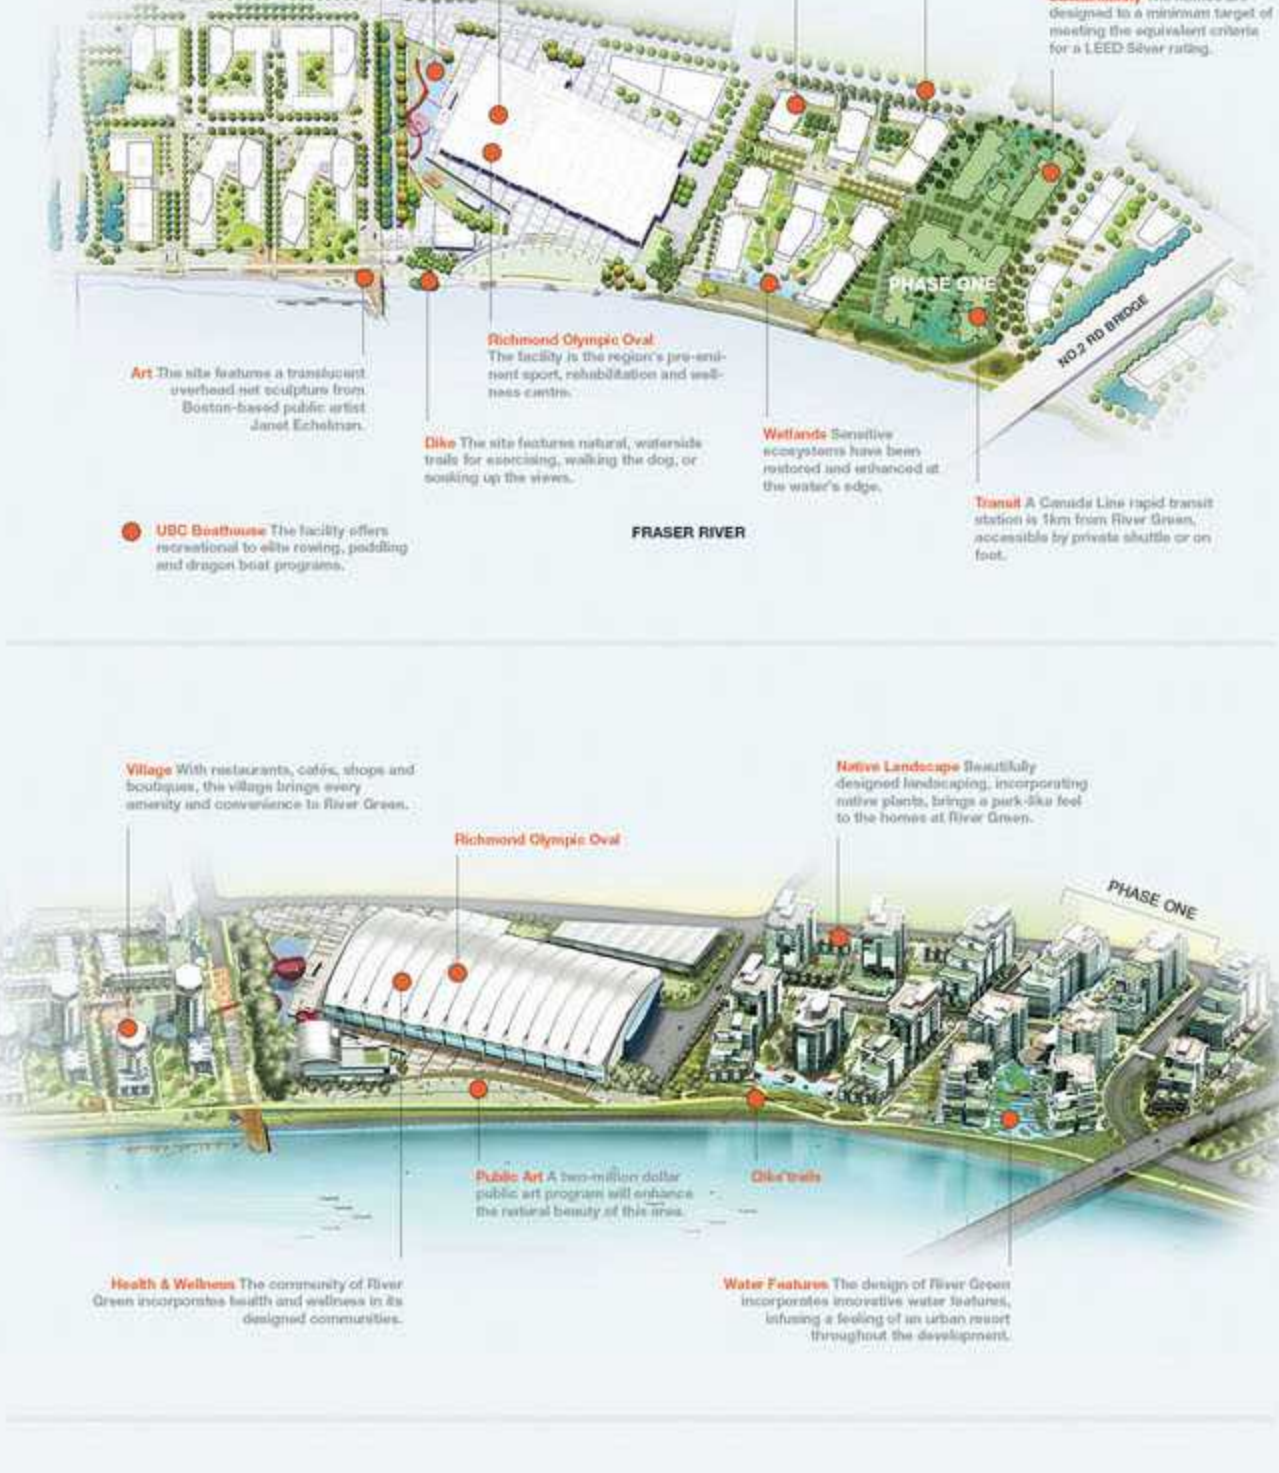 designed to a minimum target of
meeting the equivalent criteria
for a LEED Silver rating.
PHASE ONE
NO.2 RD BRIDGE
Richmond Olympic Oval
The facility is the region's pre-emi-
nent sport, rehabilitation and well-
ness centre.
Art The site features a translucent
overhead net sculpture from
Boston-based public artist
Janet Echelman.
Dike The site features natural, waterside
trails for exercising, walking the dog, or
soaking up the views.
Wetlands Sensitive
ecosystems have been
restored and enhanced at
the water's edge.
Transit A Canada Line rapid transit
station is 1km from River Green,
accessible by private shuttle or on
foot.
UBC Boathouse The facility offers
recreational to elite rowing, paddling
and dragon boat programs.
FRASER RIVER
Village With restaurants, cafés, shops and
boutiques, the village brings every
amenity and convenience to River Green.
Richmond Olympic Oval
Native Landscape Beautifully
designed landscaping, incorporating
native plants, brings a park-like feel
to the homes at River Green.
PHASE ONE
Public Art A two-million dollar
public art program will enhance
the natural beauty of this area.
Dike trails
Health & Wellness The community of River
Green incorporates health and wellness in its
designed communities.
Water Features The design of River Green
incorporates innovative water features,
infusing a feeling of an urban resort
throughout the development.